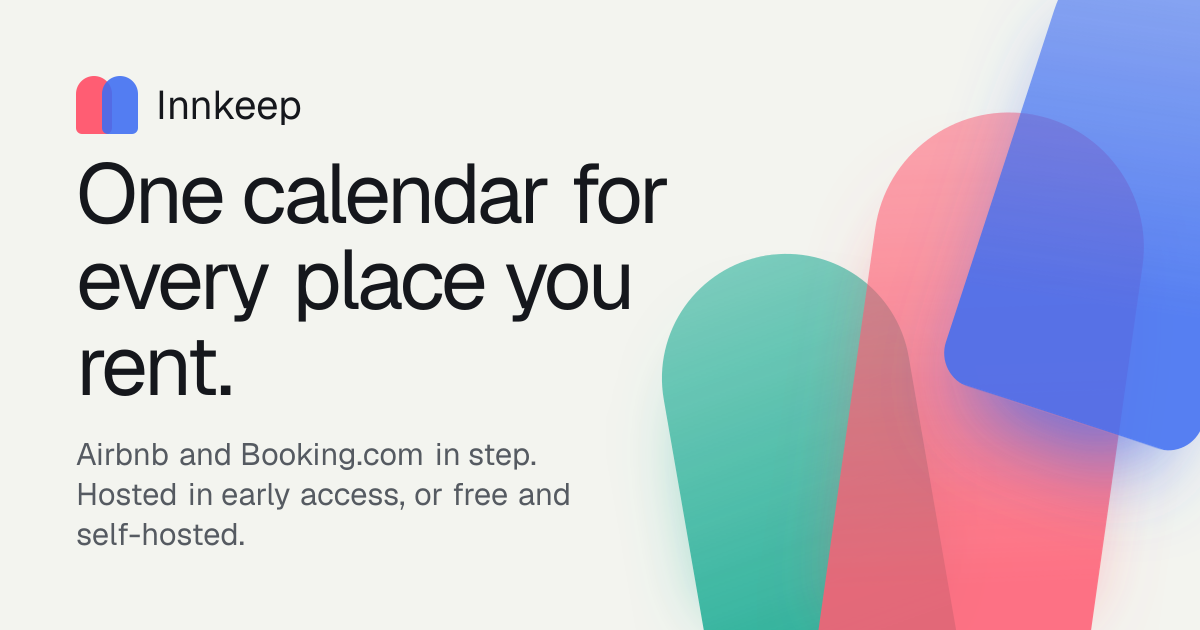 Innkeep
One calendar for
every place you
rent.
Airbnb and Booking.com in step.
Hosted in early access, or free and
self-hosted.